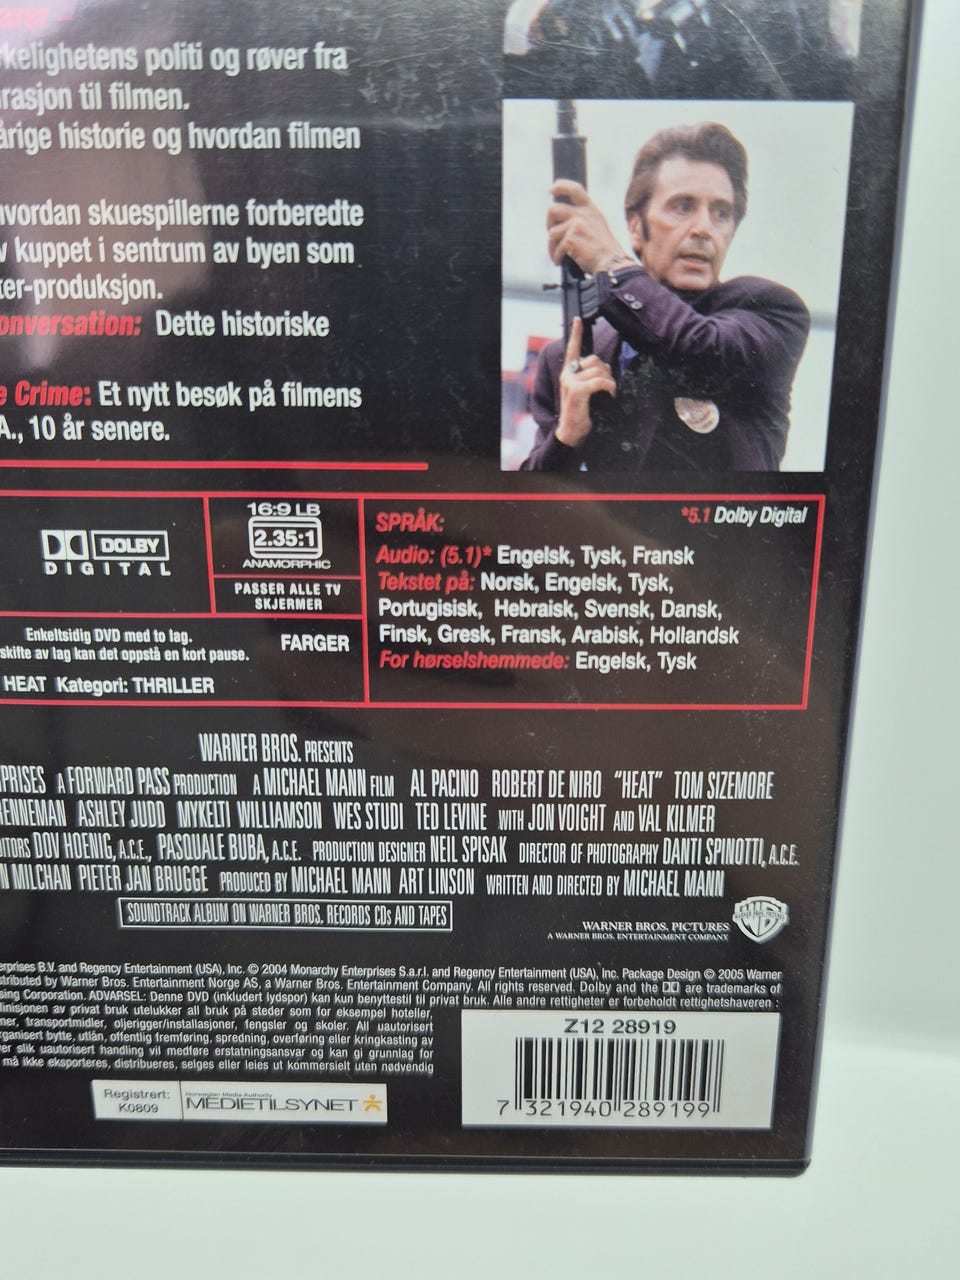 rkelighetens politi og røver fra
rasjon til filmen.
årige historie og hvordan filmen
hvordan skuespillerne forberedte
v kuppet i sentrum av byen som
ker-produksjon.
onversation: Dette historiske
e Crime: Et nytt besøk på filmens
A., 10 år senere.
DOLBY
DIGITAL
16:9 LB
2.35:1
ANAMORPHIC
PASSER ALLE TV
SKJERMER
SPRÅK:
*5.1 Dolby Digital
Audio: (5.1)* Engelsk, Tysk, Fransk
Tekstet på: Norsk, Engelsk, Tysk,
Portugisisk, Hebraisk, Svensk, Dansk,
Finsk, Gresk, Fransk, Arabisk, Hollandsk
For hørselshemmede: Engelsk, Tysk
Enkeltsidig DVD med to lag.
skifte av lag kan det oppstå en kort pause.
FARGER
HEAT Kategori: THRILLER
WARNER BROS. PRESENTS
PRISES A FORWARD PASS PRODUCTION A MICHAEL MANN FILM AL PACINO ROBERT DE NIRO "HEAT" TOM SIZEMORE
RENNEMAN ASHLEY JUDD MYKELTI WILLIAMSON WES STUDI TED LEVINE WITH JON VOIGHT AND VAL KILMER
ITORS DOV HOENIG, A.C.E., PASQUALE BUBA, A.C.E. PRODUCTION DESIGNER NEIL SPISAK DIRECTOR OF PHOTOGRAPHY DANTI SPINOTTI, A.C.E.
N MILCHAN PIETER JAN BRUGGE PRODUCED BY MICHAEL MANN ART LINSON WRITTEN AND DIRECTED BY MICHAEL MANN
SOUNDTRACK ALBUM ON WARNER BROS. RECORDS CDs AND TAPES
WARNER BROS. PICTURES
A WARNER BROS. ENTERTAINMENT COMPANY
erprises B.V. and Regency Entertainment (USA), Inc. © 2004 Monarchy Enterprises S.a.r.l. and Regency Entertainment (USA), Inc. Package Design © 2005 Warner
stributed by Warner Bros. Entertainment Norge AS, a Warner Bros. Entertainment Company. All rights reserved. Dolby and the are trademarks of
sing Corporation. ADVARSEL: Denne DVD (inkludert lydspor) kan kun benyttestil til privat bruk. Alle andre rettigheter er forbeholdt rettighetshaveren :
finisjonen av privat bruk utelukker all bruk på steder som for eksempel hoteller,
ner, transportmidler, oljerigger/installasjoner, fengsler og skoler. All uautorisert
rganisert bytte, utlån, offentlig fremføring, spredning, overføring eller kringkasting av
er slik uautorisert handling vil medføre erstatningsansvar og kan gi grunnlag for
må ikke eksporteres, distribueres, selges eller leies ut kommersielt uten nødvendig
Registrert:
K0809
Norwegian Media Authority
MEDIETILSYNET
Z12 28919
7 321940 289199